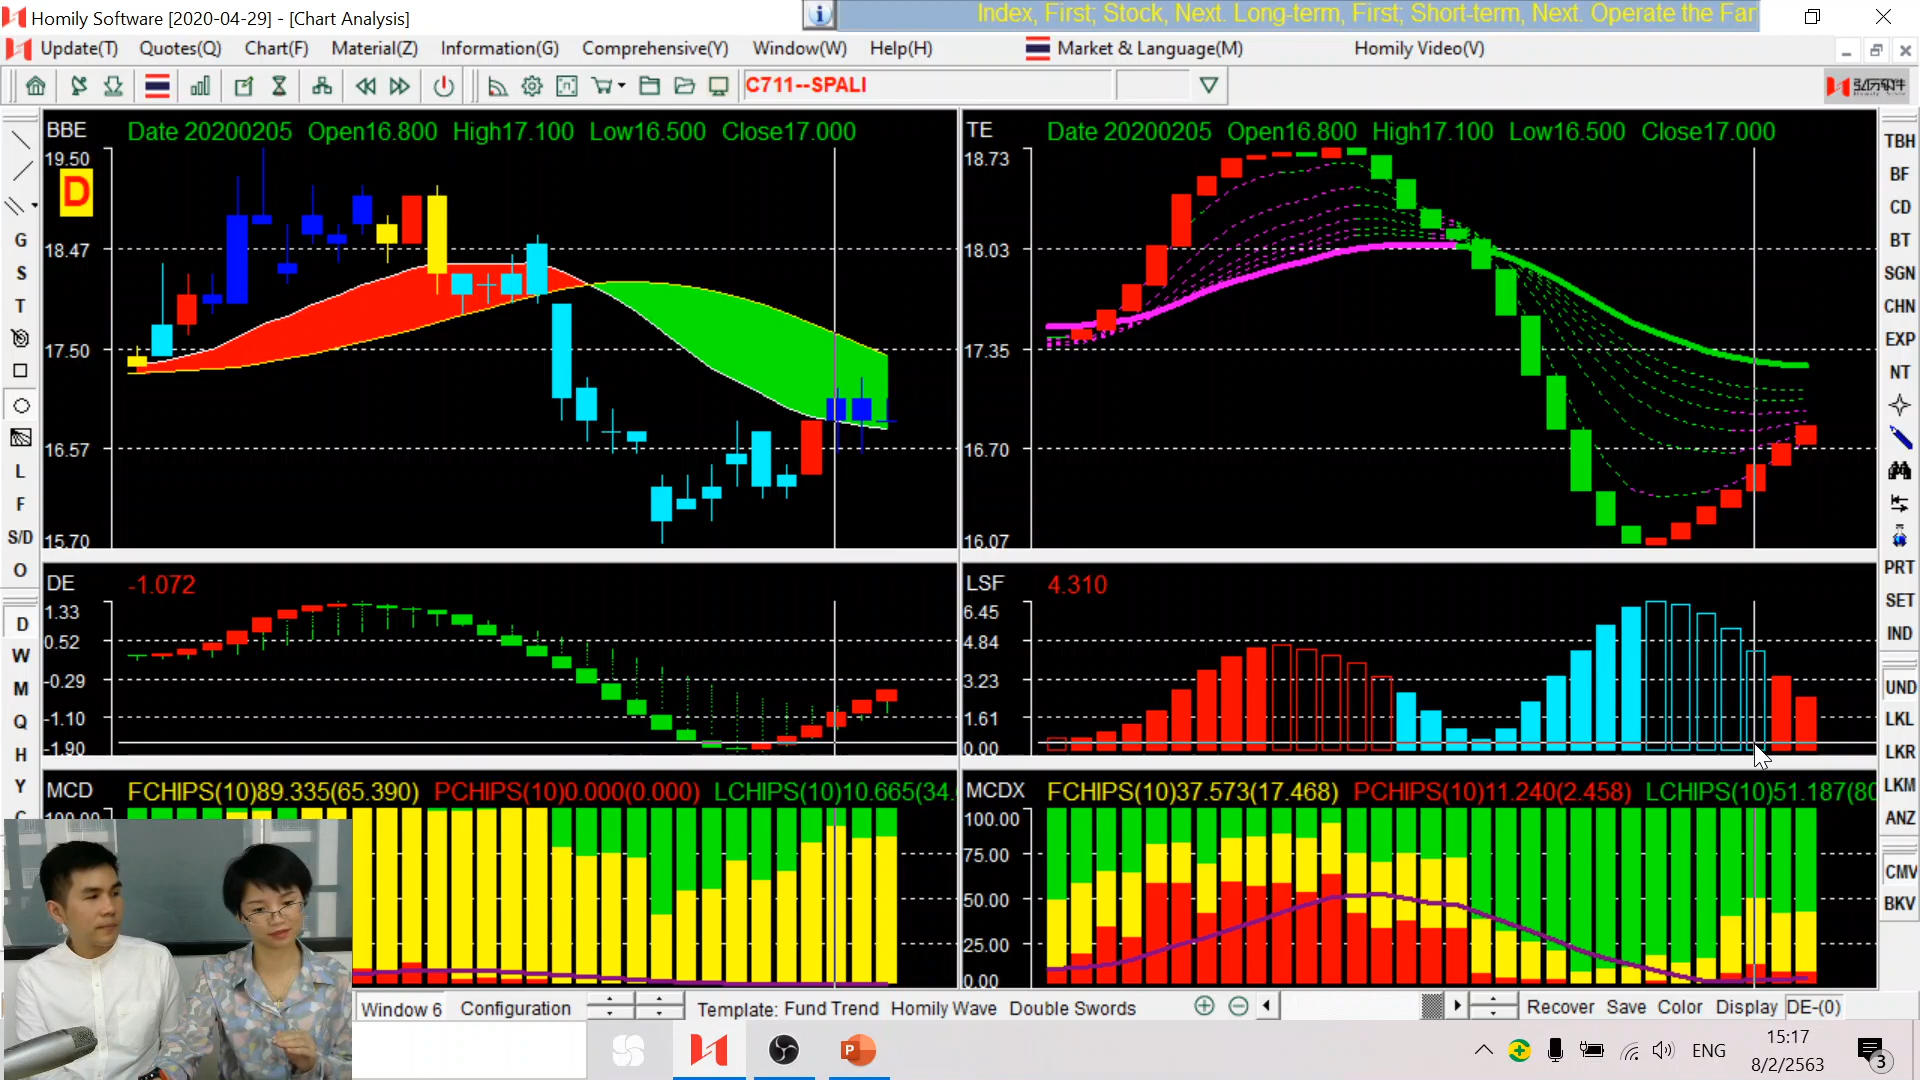 Homily Software [2020-04-29] - [Chart Analysis]
Index, First; Stock, Next. Long-term, First; Short-term, Next. Operate the Far
Update(T) Quotes(Q) Chart(F) Material(Z) Information(G) Comprehensive(Y) Window(W) Help(H) Market & Language(M) Homily Video(V)
C711--SPALI
BBE Date 20200205 Open16.800 High17.100 Low16.500 Close17.000
19.50
D
18.47
17.50
16.57
15.70
TE Date 20200205 Open16.800 High17.100 Low16.500 Close17.000
18.73
18.03
17.35
16.70
16.07
DE -1.072
1.33
0.52
-0.29
-1.10
-1.90
LSF 4.310
6.45
4.84
3.23
1.61
0.00
MCD FCHIPS(10)89.335(65.390) PCHIPS(10)0.000(0.000) LCHIPS(10)10.665(34.
MCDX FCHIPS(10)37.573(17.468) PCHIPS(10)11.240(2.458) LCHIPS(10)51.187(80
100.00
75.00
50.00
25.00
0.00
G
S
T
L
F
S/D
O
D
W
M
Q
H
Y
TBH
BF
CD
BT
SGN
CHN
EXP
NT
PRT
SET
IND
UND
LKL
LKR
LKM
ANZ
CMV
BKV
Window 6 Configuration Template: Fund Trend Homily Wave Double Swords Recover Save Color Display DE-(0)
ENG
15:17
8/2/2563
3